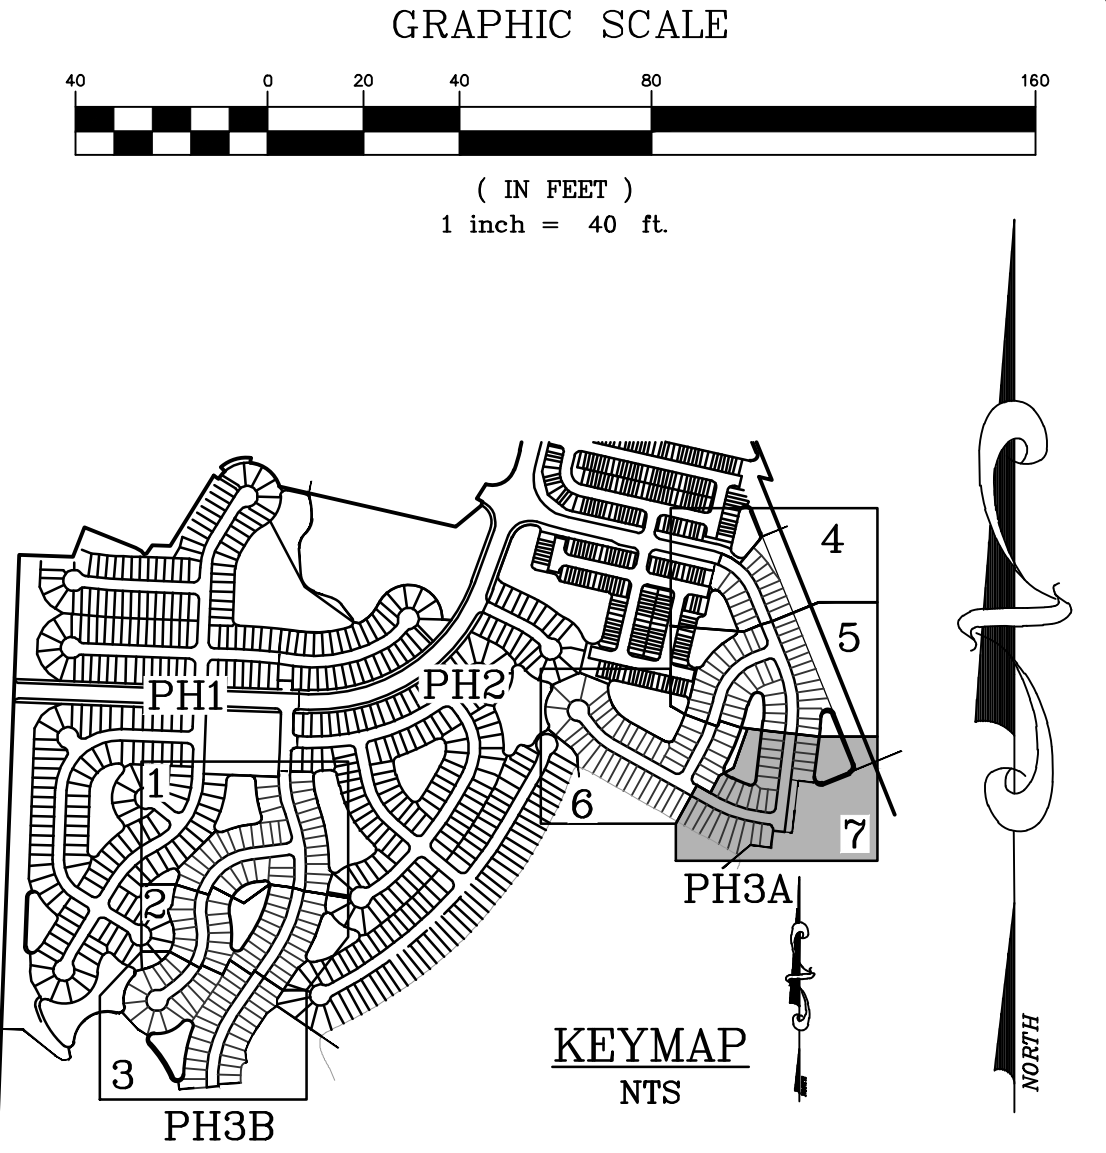 GRAPHIC SCALE
40 0 20 40 80 160
( IN FEET )
1 inch = 40 ft.
4
5
PH1
PH2
1
6
7
PH3A
2
KEYMAP
NTS
NORTH
3
PH3B